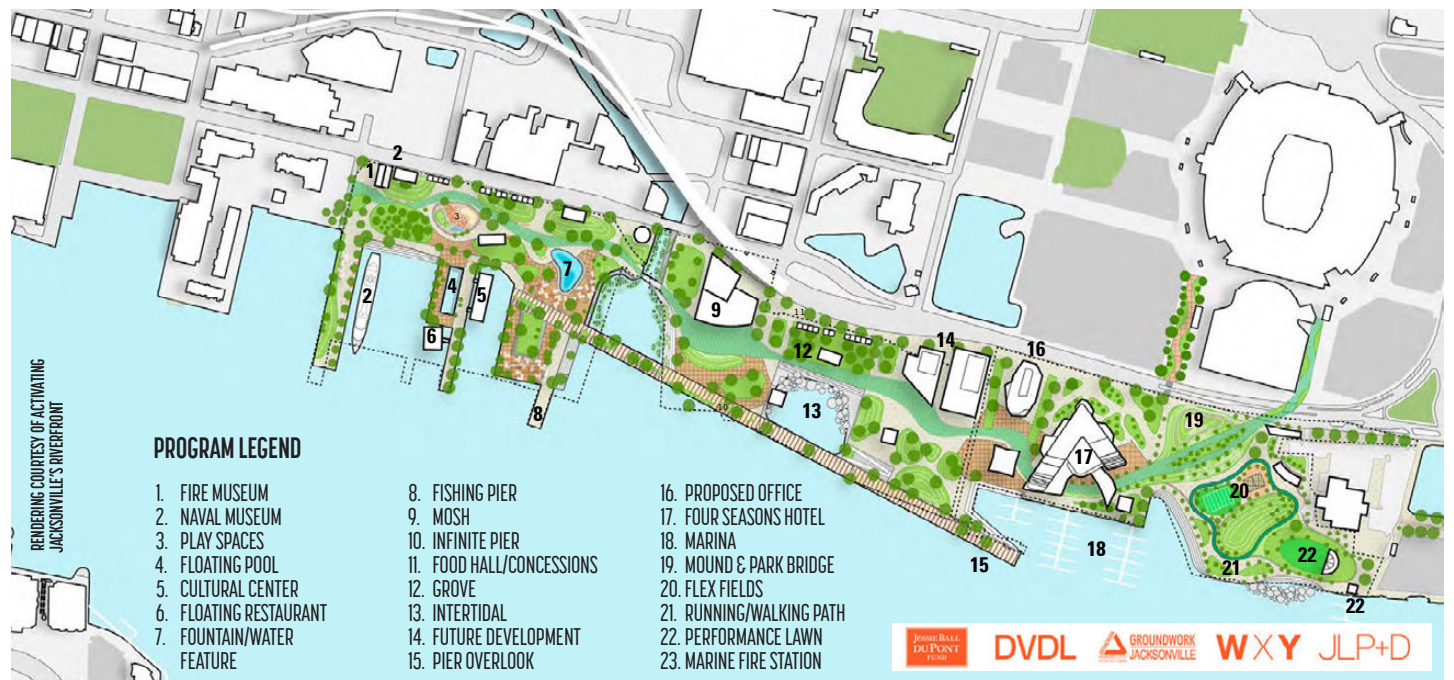 2
1
3
2
4
5
6
7
8
9
10
11
12
13
14
15
16
17
18
19
20
21
22
22
RENDERING COURTESY OF ACTIVATING
JACKSONVILLE'S RIVERFRONT
PROGRAM LEGEND
1. FIRE MUSEUM
2. NAVAL MUSEUM
3. PLAY SPACES
4. FLOATING POOL
5. CULTURAL CENTER
6. FLOATING RESTAURANT
7. FOUNTAIN/WATER
FEATURE
8. FISHING PIER
9. MOSH
10. INFINITE PIER
11. FOOD HALL/CONCESSIONS
12. GROVE
13. INTERTIDAL
14. FUTURE DEVELOPMENT
15. PIER OVERLOOK
16. PROPOSED OFFICE
17. FOUR SEASONS HOTEL
18. MARINA
19. MOUND & PARK BRIDGE
20. FLEX FIELDS
21. RUNNING/WALKING PATH
22. PERFORMANCE LAWN
23. MARINE FIRE STATION
JESSIE BALL
DUPONT
FUND
DVDL
GROUNDWORK
JACKSONVILLE
WXY
JLP+D